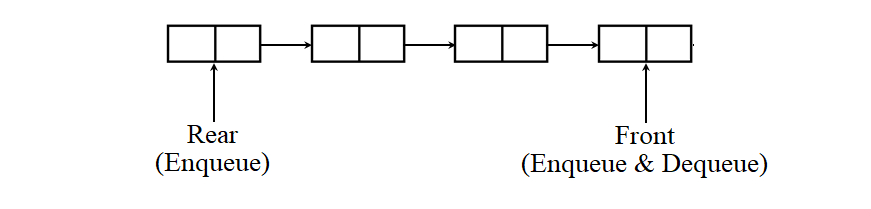 Rear
(Enqueue)
Front
(Enqueue & Dequeue)